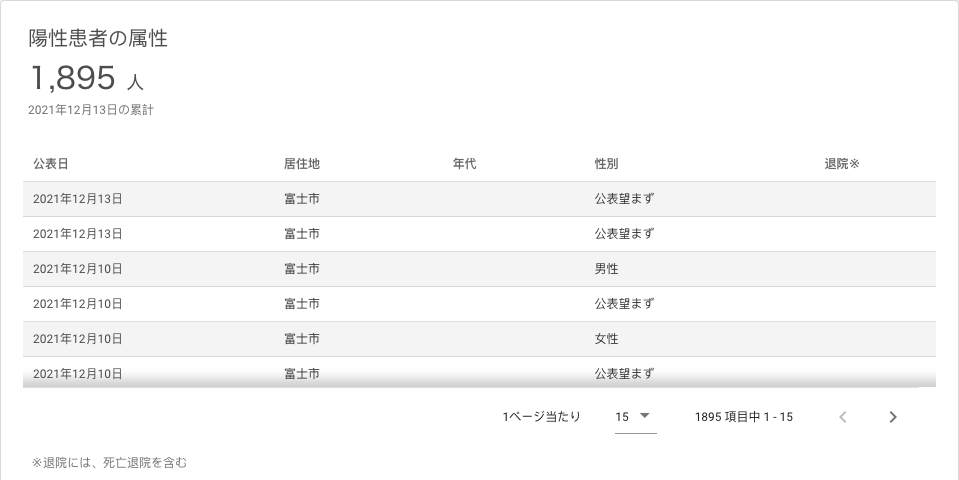 陽性患者の属性
1,895 人
2021年12月13日の累計
公表日 居住地 年代 性別 退院※
2021年12月13日 富士市 公表望まず
2021年12月13日 富士市 公表望まず
2021年12月10日 富士市 男性
2021年12月10日 富士市 公表望まず
2021年12月10日 富士市 女性
2021年12月10日 富士市 公表望まず
1ページ当たり 15 1895 項目中 1 - 15
※退院には、死亡退院を含む